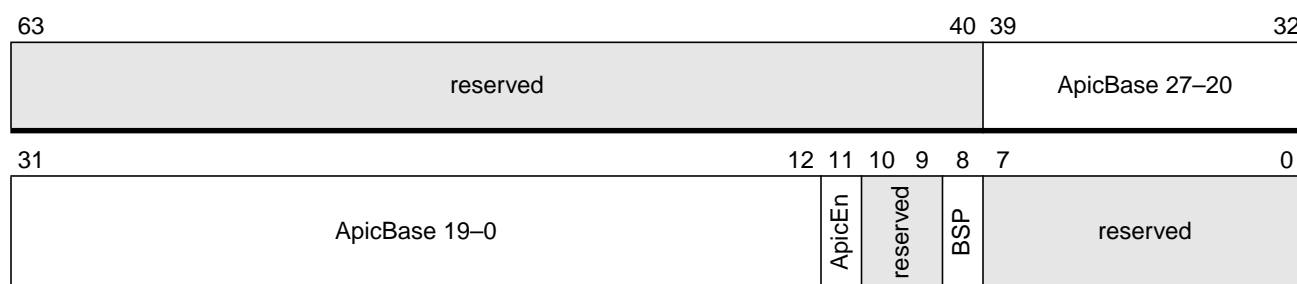 63 40 39 32
reserved ApicBase 27–20
31 12 11 10 9 8 7 0
ApicBase 19–0 ApicEn reserved BSP reserved